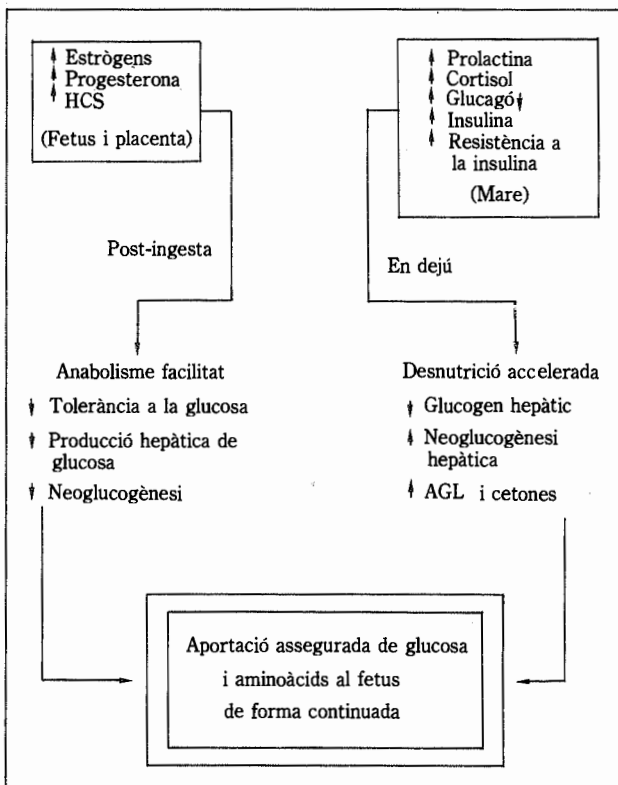 Estrògens
Progesterona
HCS
(Fetus i placenta)
Prolactina
Cortisol
Glucagó
Insulina
Resistència a
la insulina
(Mare)
Post-ingesta
En dejú
Anabolisme facilitat
Tolerància a la glucosa
Producció hepàtica de
glucosa
Neoglucogènesi
Desnutrició accelerada
Glucogen hepàtic
Neoglucogènesi
hepàtica
AGL i cetones
Aportació assegurada de glucosa
i aminoàcids al fetus
de forma continuada